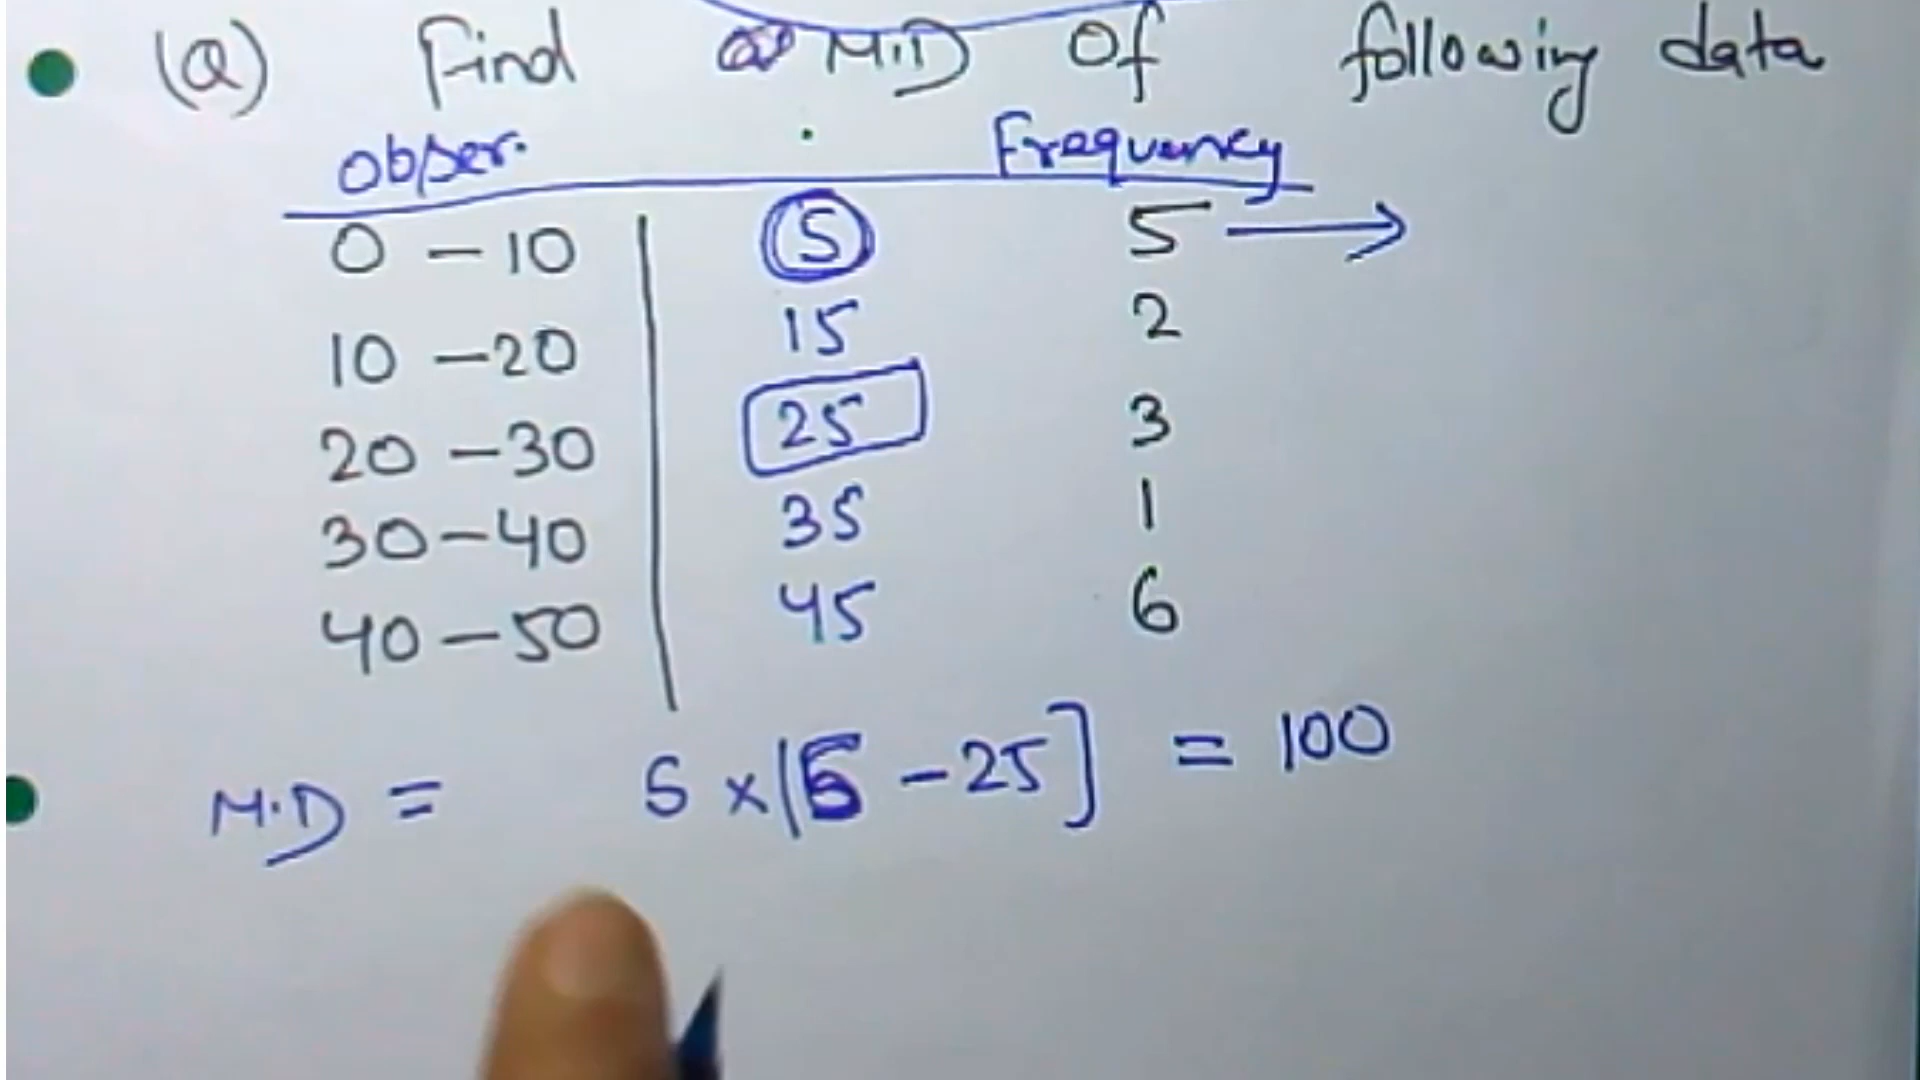 (Q) Find M.D Of following data
obser. Frequency
0 - 10 5 5
10 - 20 15 2
20 - 30 25 3
30 - 40 35 1
40 - 50 45 6
M.D = 5 × |5 - 25] = 100